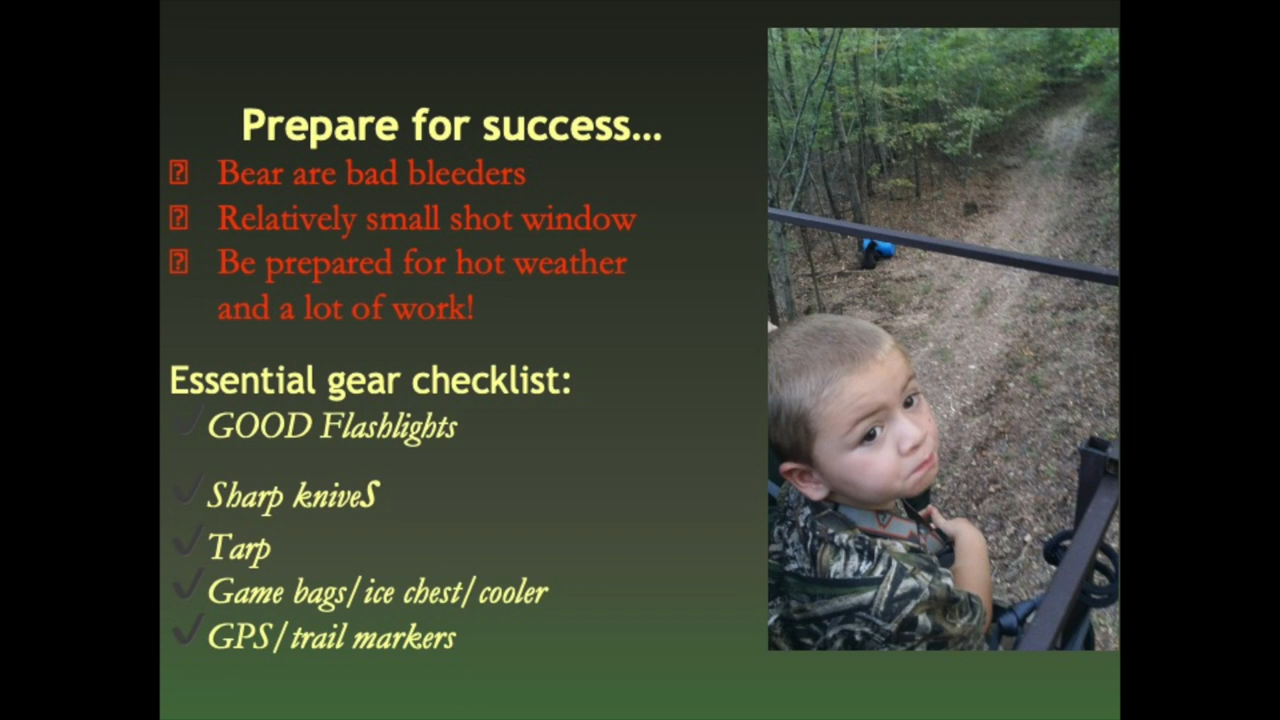 Prepare for success...
Bear are bad bleeders
Relatively small shot window
Be prepared for hot weather
and a lot of work!
Essential gear checklist:
GOOD Flashlights
Sharp kniveS
Tarp
Game bags/ice chest/cooler
GPS/trail markers